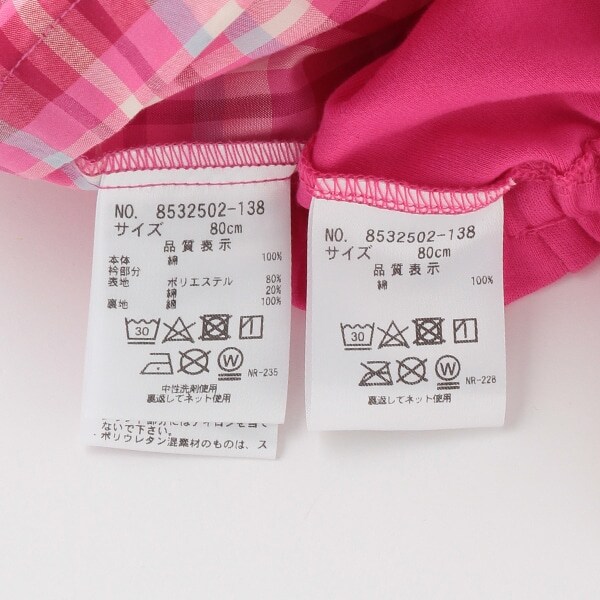 NO. 8532502-138
サイズ 80cm
品質表示
本体 綿 100%
衿部分
表地 ポリエステル 80%
綿 20%
裏地 綿 100%
30
W
NR-235
中性洗剤使用
裏返してネット使用
ないで下さい。
-ポリウレタン混素材のものは、ス
NO. 8532502-138
サイズ 80cm
品質表示
綿 100%
30
W
NR-228
裏返してネット使用